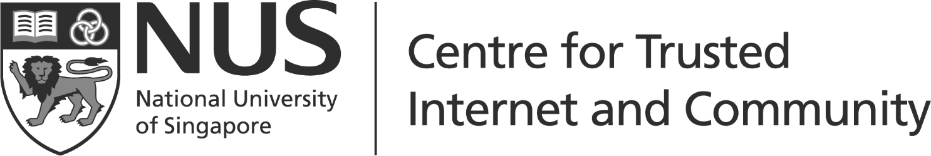 NUS
National University
of Singapore
Centre for Trusted
Internet and Community